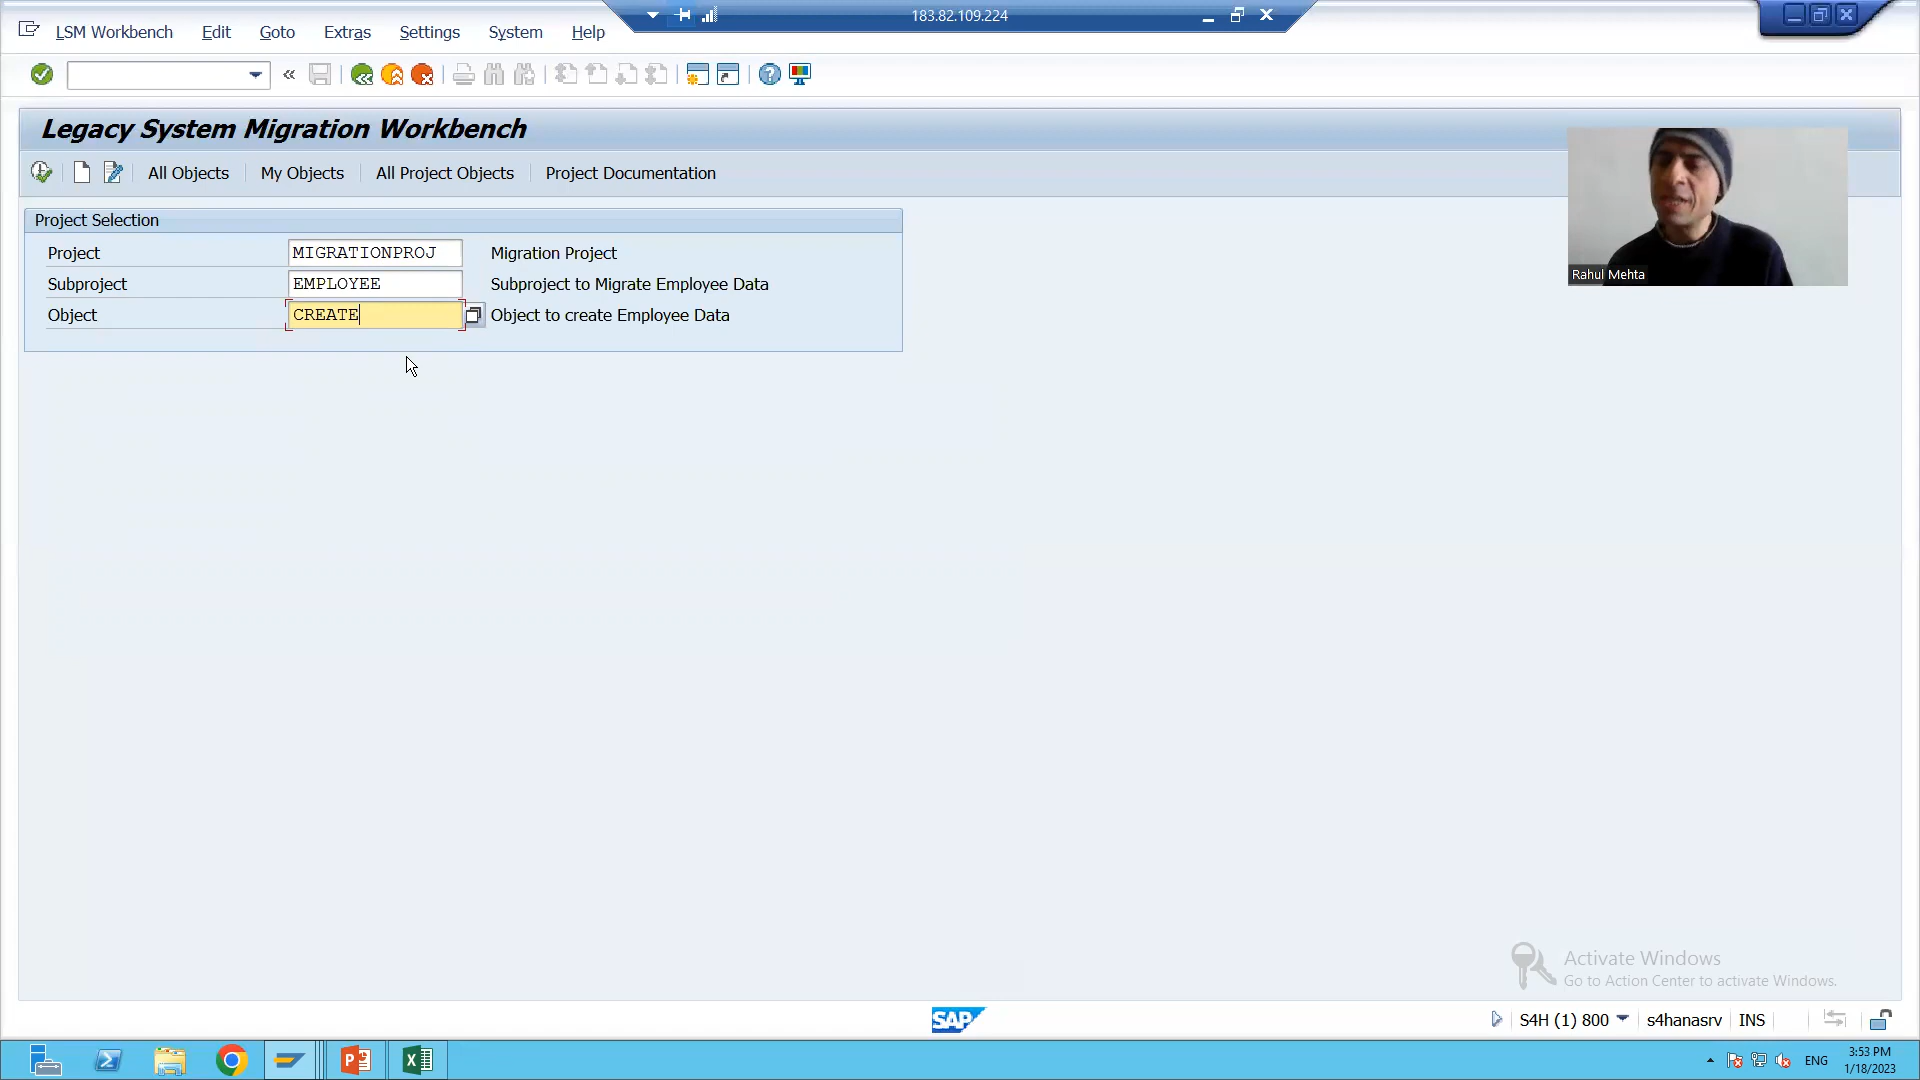 183.82.109.224
LSM Workbench Edit Goto Extras Settings System Help
Legacy System Migration Workbench
All Objects My Objects All Project Objects Project Documentation
Project Selection
Project MIGRATIONPROJ Migration Project
Subproject EMPLOYEE Subproject to Migrate Employee Data
Object CREATE Object to create Employee Data
Rahul Mehta
Activate Windows
Go to Action Center to activate Windows.
SAP
S4H (1) 800 s4hanasrv INS
ENG
3:53 PM
1/18/2023